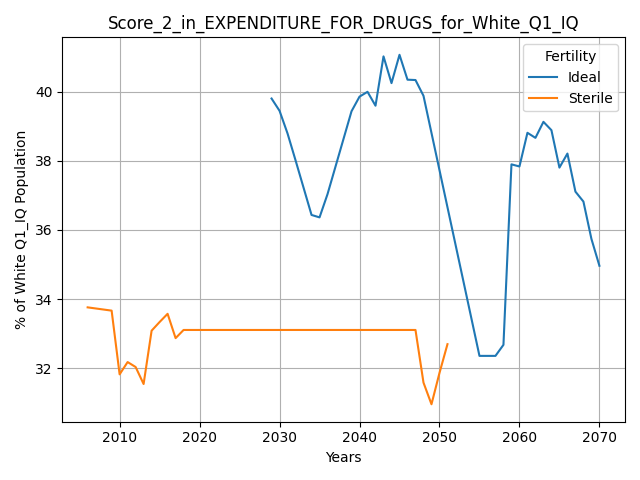 Score_2_in_EXPENDITURE_FOR_DRUGS_for_White_Q1_IQ
Fertility
Ideal
Sterile
% of White Q1_IQ Population
40
38
36
34
32
2010
2020
2030
2040
2050
2060
2070
Years